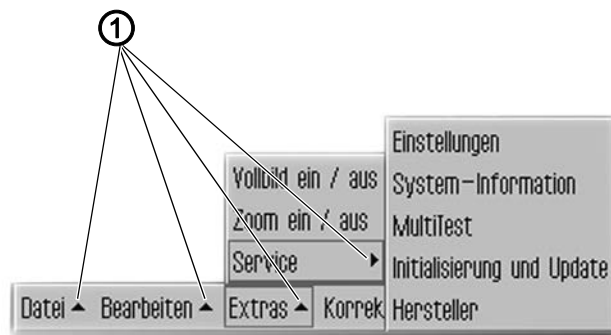 1
Einstellungen
Vollbild ein / aus
System-Information
Zoom ein / aus
MultiTest
Service
Initialisierung und Update
Datei
Bearbeiten
Extras
Korrek
Hersteller